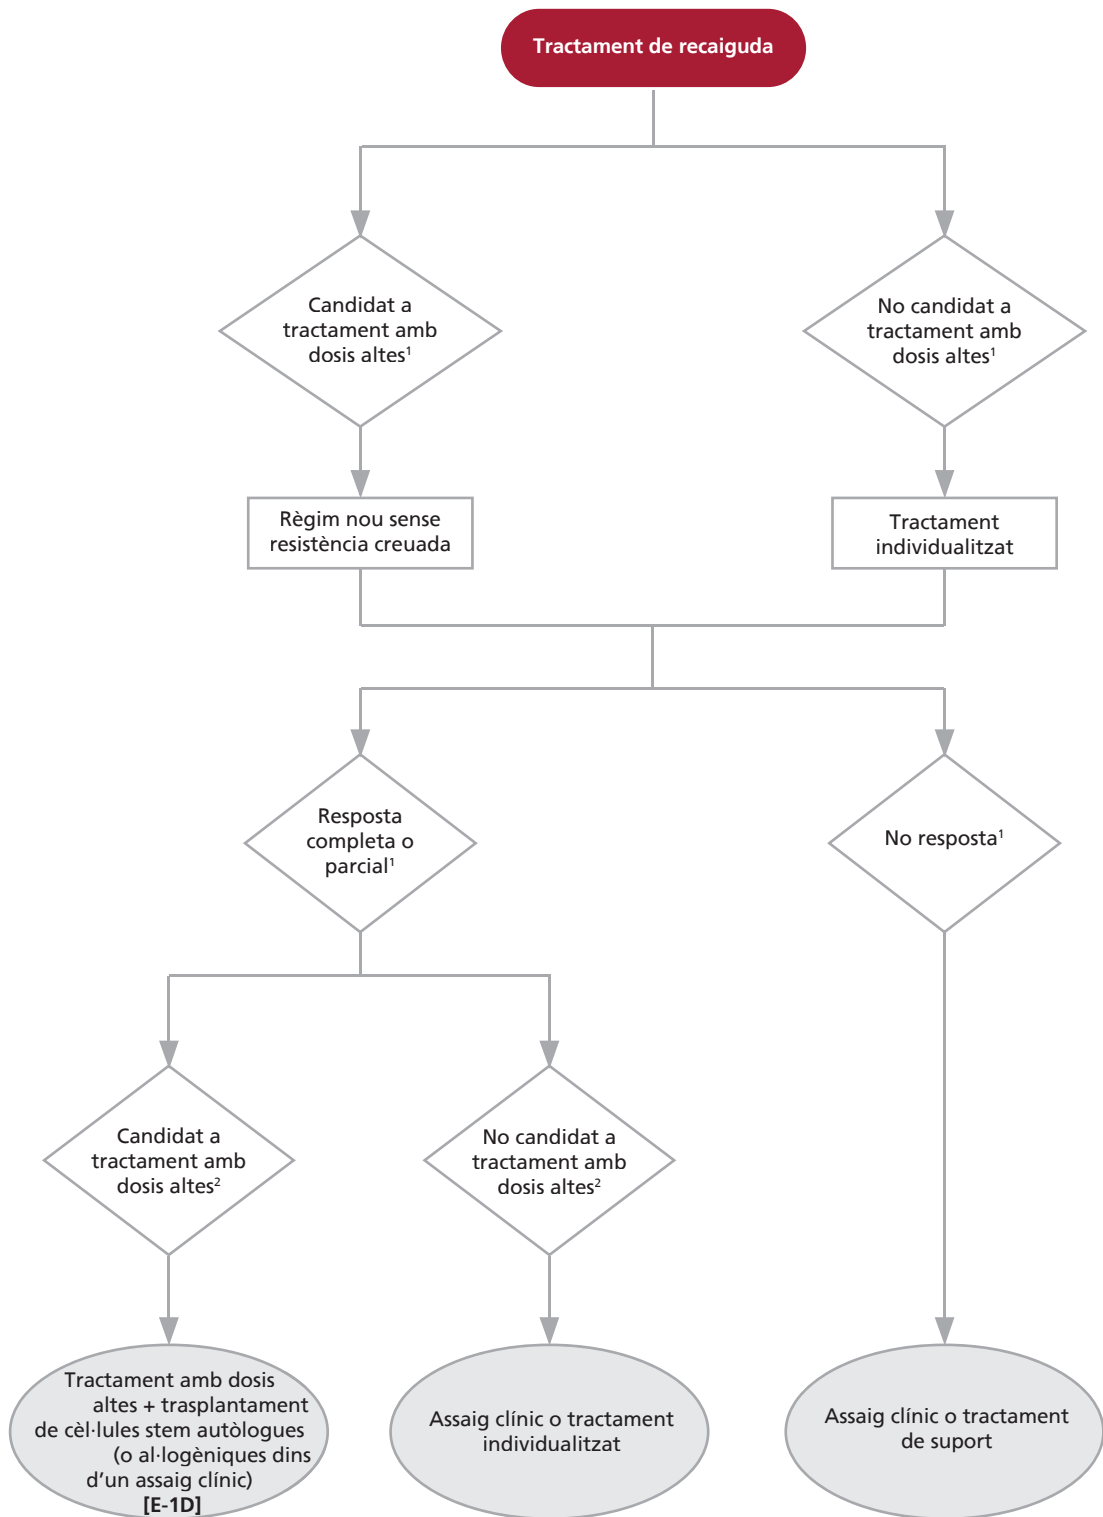 Tractament de recaiguda
Candidat a
tractament amb
dosis altes¹
No candidat a
tractament amb
dosis altes¹
Règim nou sense
resistència creuada
Tractament
individualitzat
Resposta
completa o
parcial¹
No resposta¹
Candidat a
tractament amb
dosis altes²
No candidat a
tractament amb
dosis altes²
Tractament amb dosis
altes + trasplantament
de cèl·lules stem autòlogues
(o al·logèniques dins
d’un assaig clínic)
[E-1D]
Assaig clínic o tractament
individualitzat
Assaig clínic o tractament
de suport